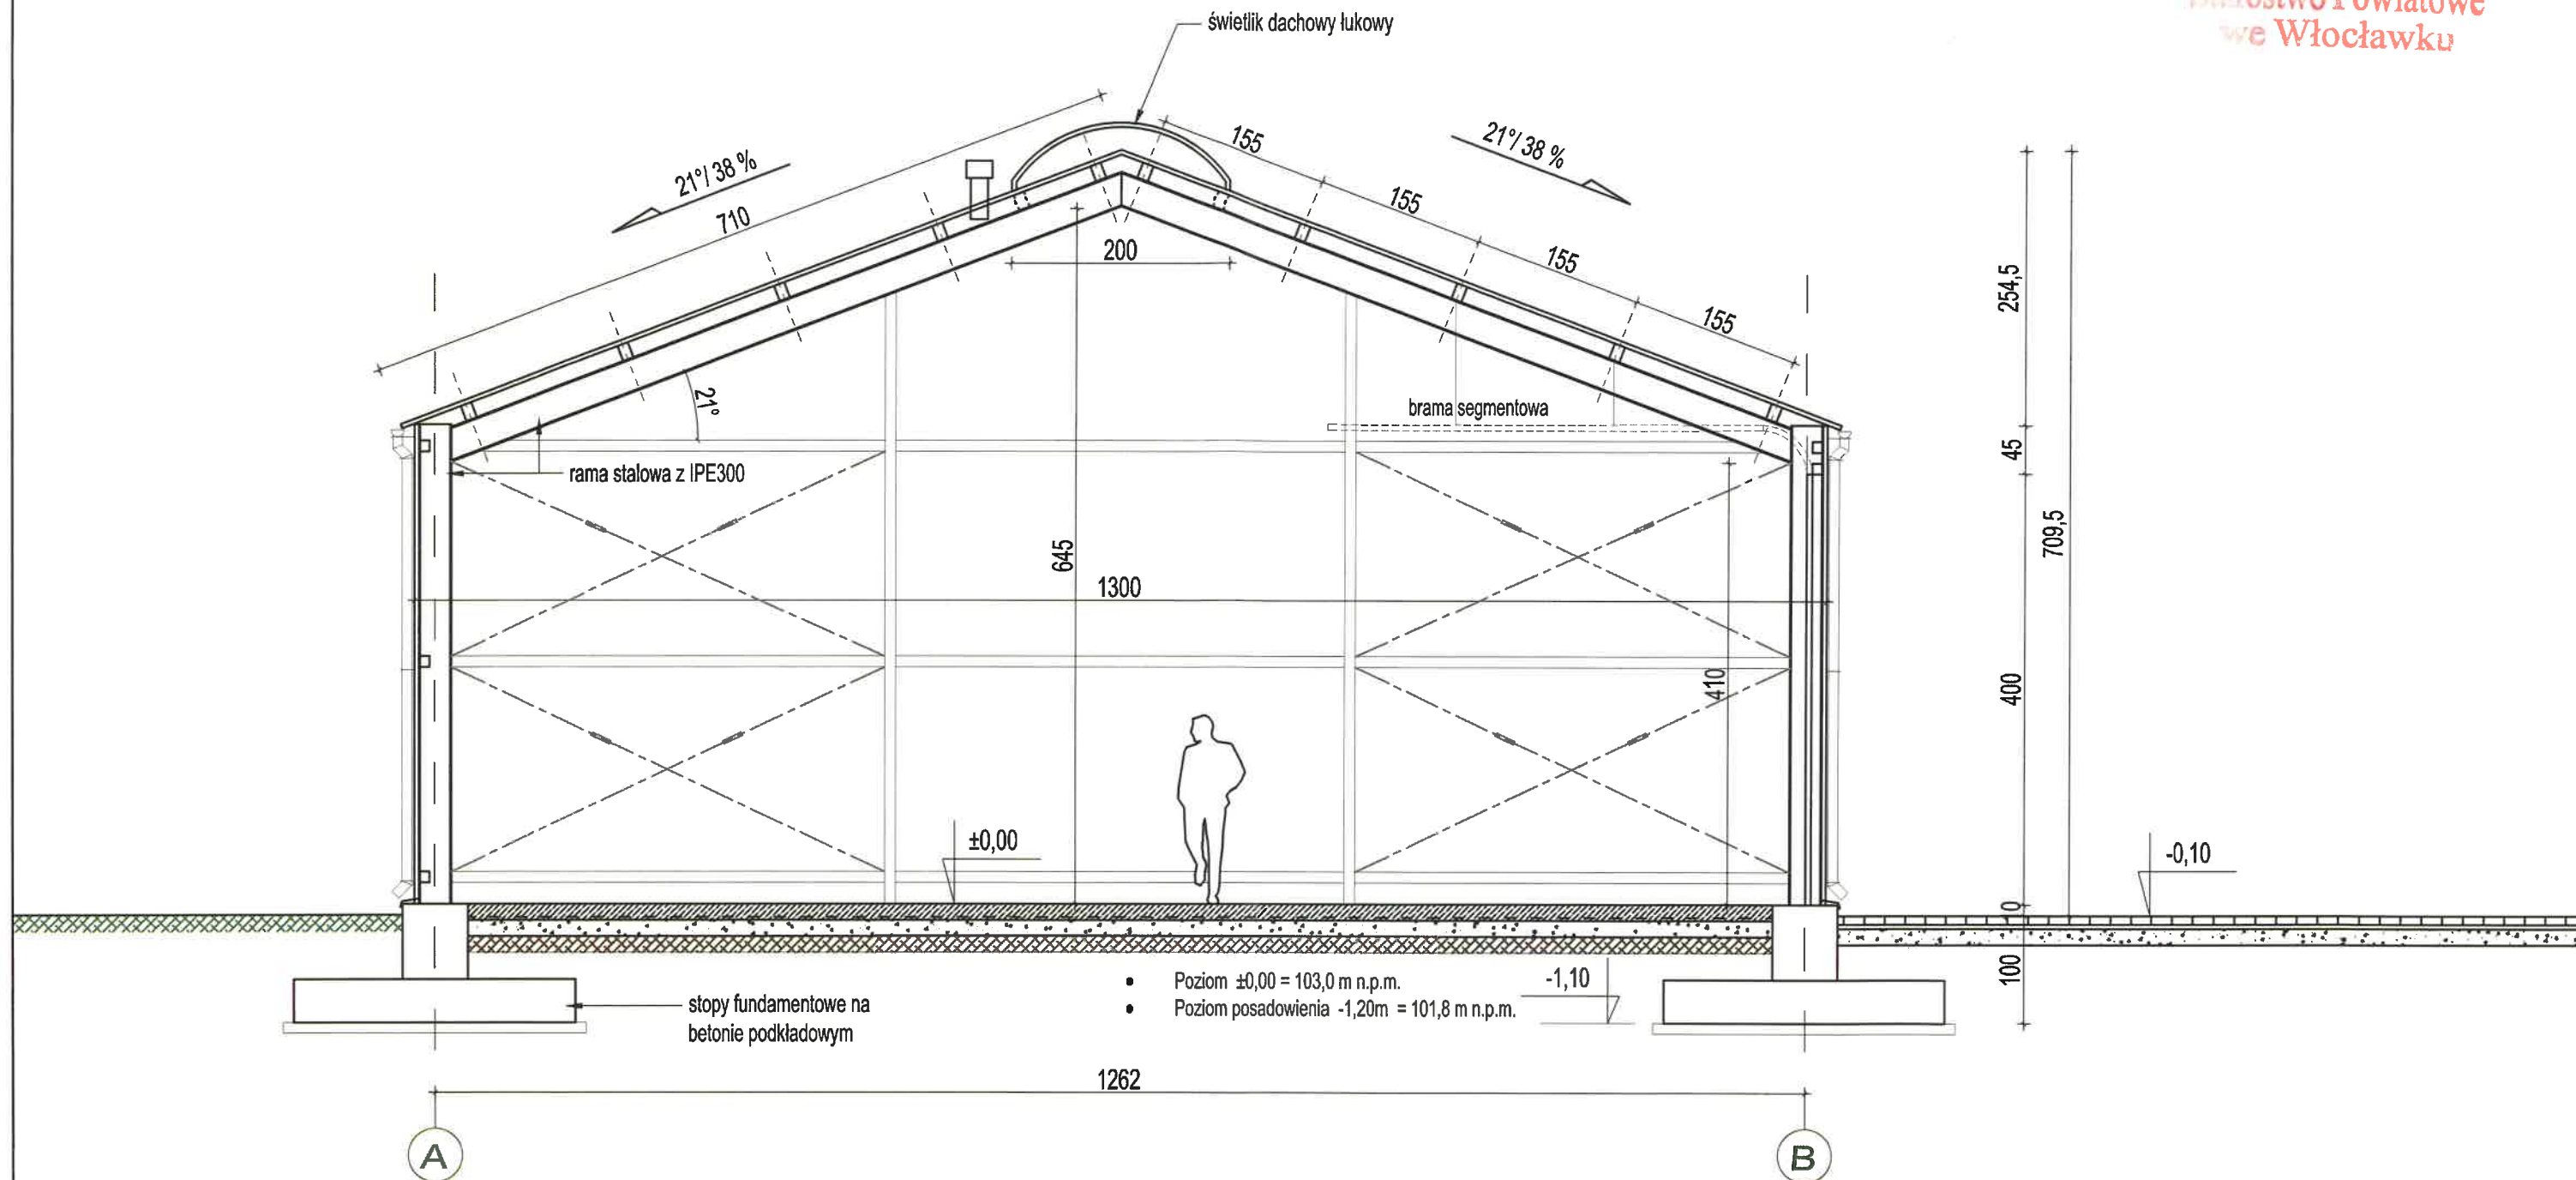 Powiatowe
we Włocławku
świetlik dachowy łukowy
21°/ 38 %
710
155
21°/ 38 %
155
155
155
200
254,5
21°
brama segmentowa
45
rama stalowa z IPE300
709,5
645
1300
410
400
±0,00
-0,10
10
100
• Poziom ±0,00 = 103,0 m n.p.m.
• Poziom posadowienia -1,20m = 101,8 m n.p.m.
-1,10
stopy fundamentowe na
betonie podkładowym
1262
A
B